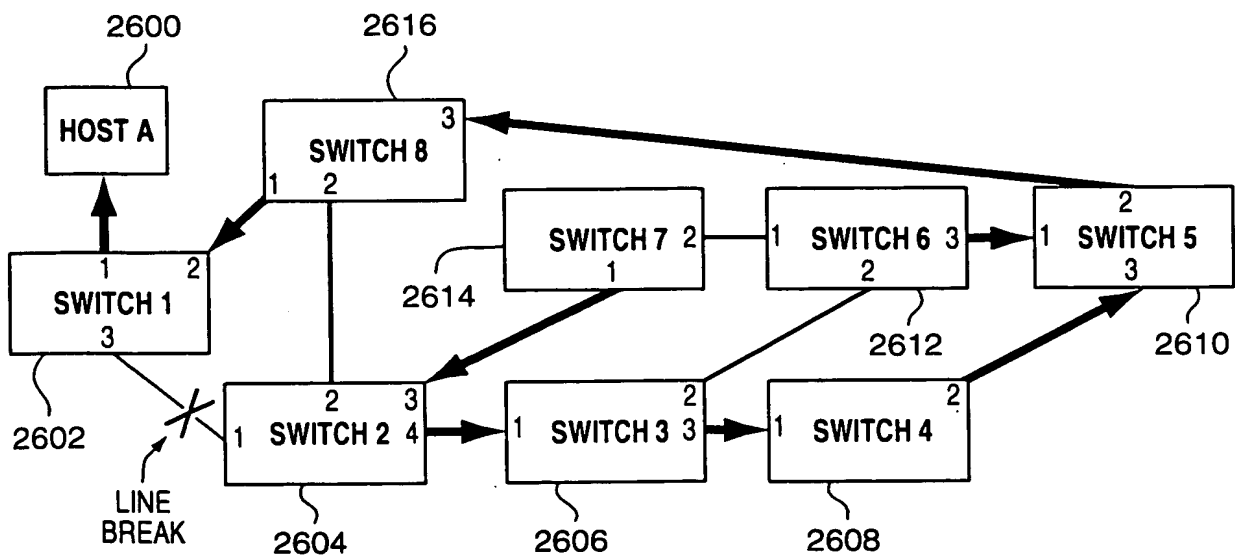 2600
2616
HOST A
3
SWITCH 8
1 2
2
1 2
SWITCH 1
3
SWITCH 7 2
1
1 SWITCH 6 3
2
1 SWITCH 5
3
2614
2612
2610
2602
2 3
1 SWITCH 2 4
2
1 SWITCH 3 3
2
1 SWITCH 4
LINE
BREAK
2604
2606
2608